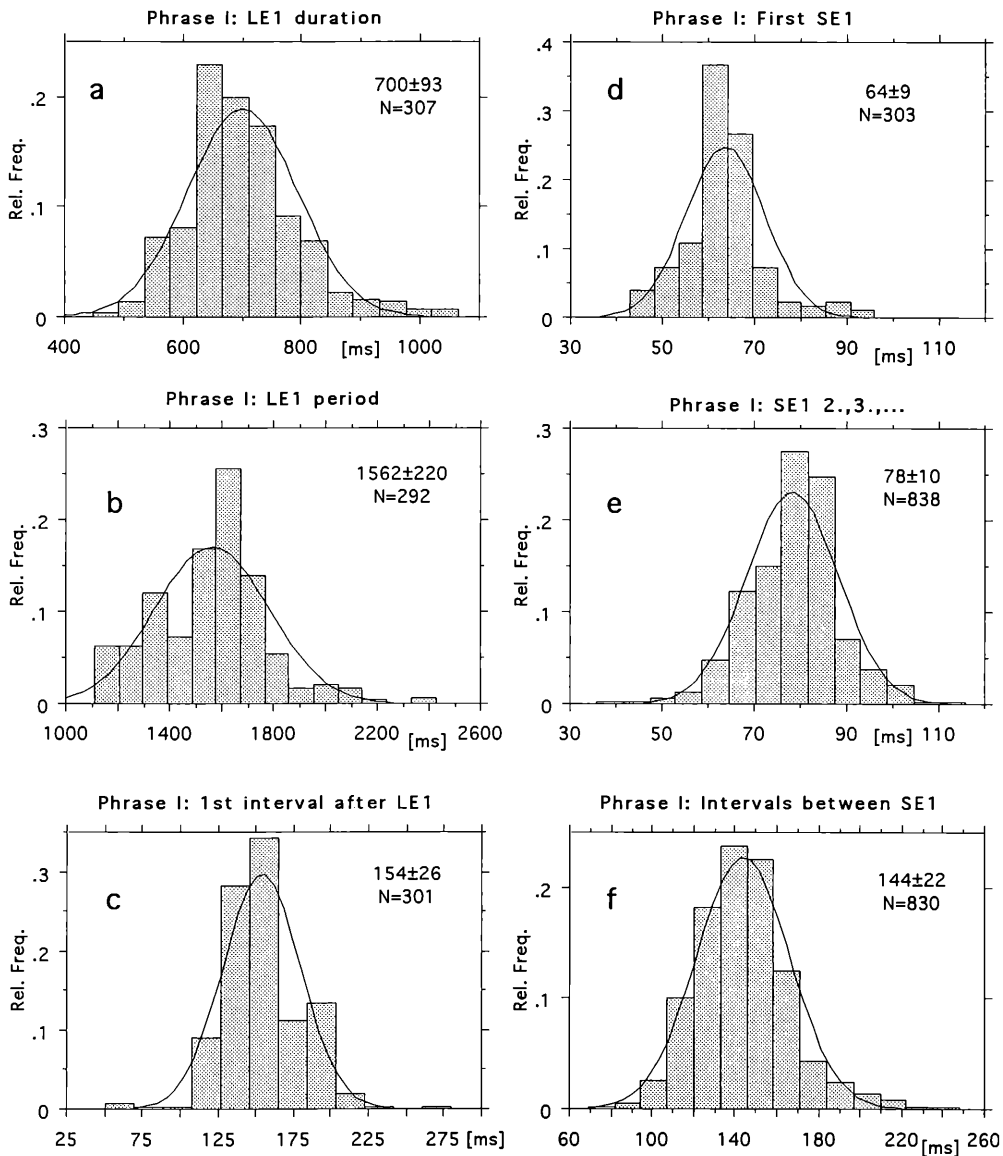 Phrase I: LE1 duration
Rel. Freq.
.2
.1
0
a
700±93
N=307
400 600 800 [ms] 1000
Phrase I: First SE1
Rel. Freq.
.4
.3
.2
.1
0
d
64±9
N=303
30 50 70 90 [ms] 110
Phrase I: LE1 period
Rel. Freq.
.3
.2
.1
0
b
1562±220
N=292
1000 1400 1800 2200 [ms] 2600
Phrase I: SE1 2.,3.,...
Rel. Freq.
.3
.2
.1
0
e
78±10
N=838
30 50 70 90 [ms] 110
Phrase I: 1st interval after LE1
Rel. Freq.
.3
.2
.1
0
c
154±26
N=301
25 75 125 175 225 275 [ms]
Phrase I: Intervals between SE1
Rel. Freq.
.3
.2
.1
0
f
144±22
N=830
60 100 140 180 220 [ms] 260